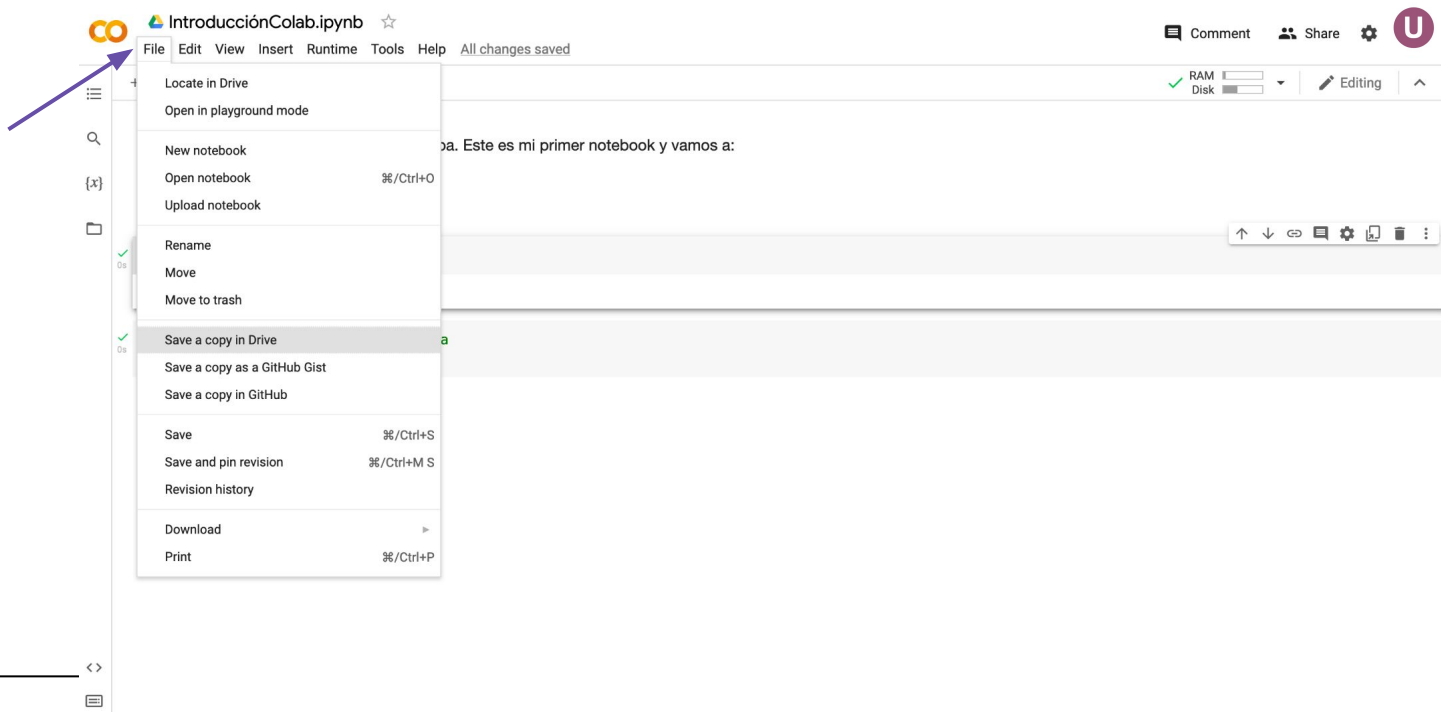 IntroducciónColab.ipynb
File Edit View Insert Runtime Tools Help All changes saved
Comment Share U
Locate in Drive
RAM
Disk
Editing
Open in playground mode
New notebook
Este es mi primer notebook y vamos a:
Open notebook ⌘/Ctrl+O
{x}
Upload notebook
Rename
0s
Move
Move to trash
Save a copy in Drive
a
0s
Save a copy as a GitHub Gist
Save a copy in GitHub
Save ⌘/Ctrl+S
Save and pin revision ⌘/Ctrl+M S
Revision history
Download
Print ⌘/Ctrl+P